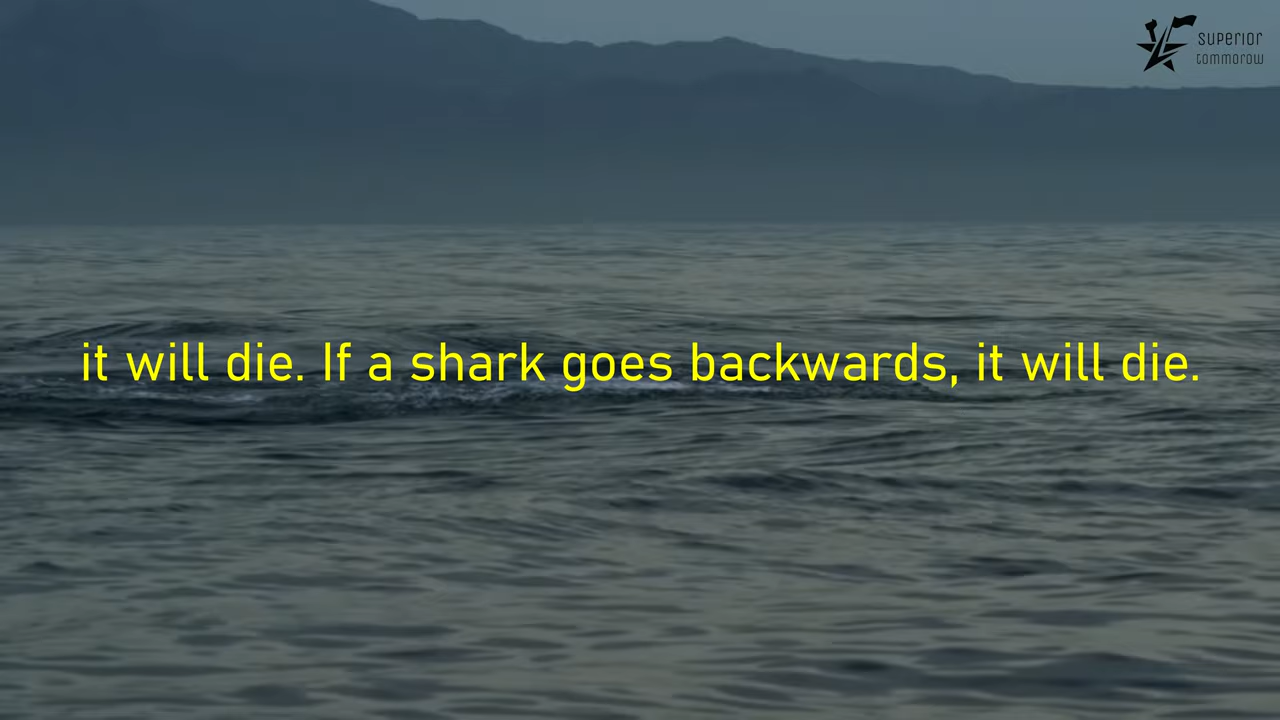 superior
tommorow
it will die. If a shark goes backwards, it will die.